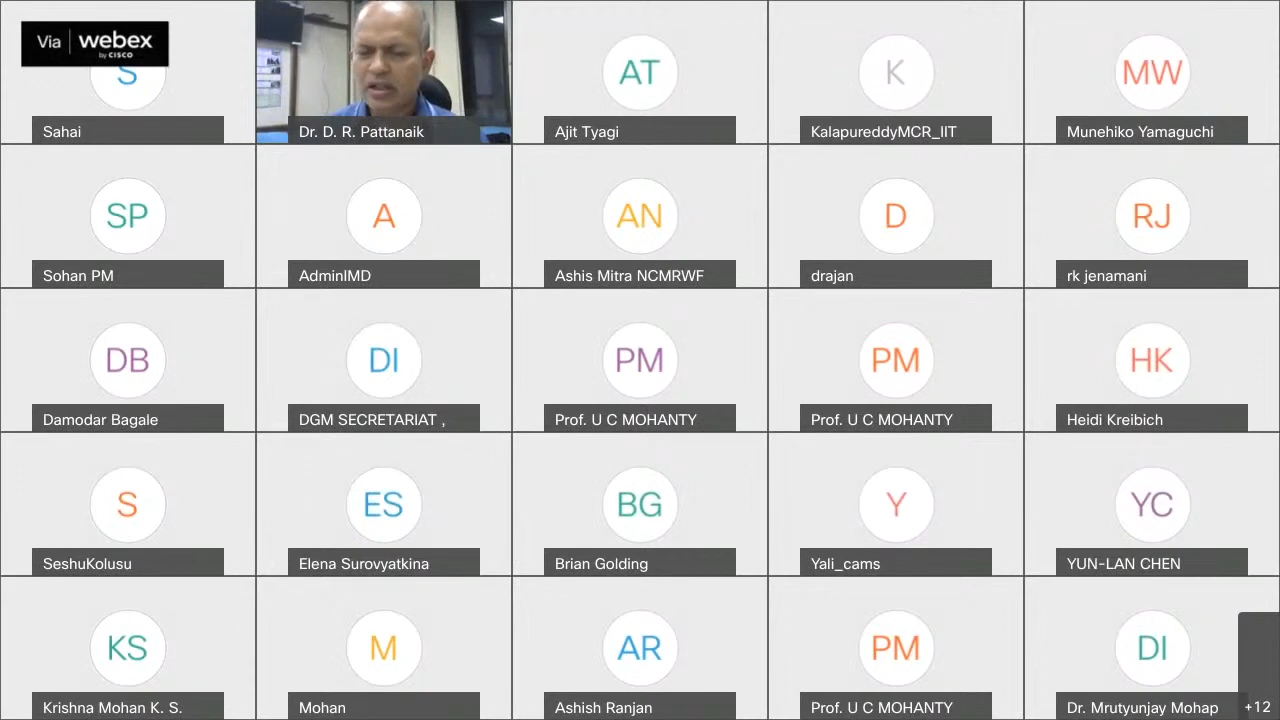 Via webex
by CISCO
S
Sahai
Dr. D. R. Pattanaik
AT
Ajit Tyagi
K
KalapureddyMCR_IIT
MW
Munehiko Yamaguchi
SP
Sohan PM
A
AdminIMD
AN
Ashis Mitra NCMRWF
D
drajan
RJ
rk jenamani
DB
Damodar Bagale
DI
DGM SECRETARIAT ,
PM
Prof. U C MOHANTY
PM
Prof. U C MOHANTY
HK
Heidi Kreibich
S
SeshuKolusu
ES
Elena Surovyatkina
BG
Brian Golding
Y
Yali_cams
YC
YUN-LAN CHEN
KS
Krishna Mohan K. S.
M
Mohan
AR
Ashish Ranjan
PM
Prof. U C MOHANTY
DI
Dr. Mrutyunjay Mohap
+12